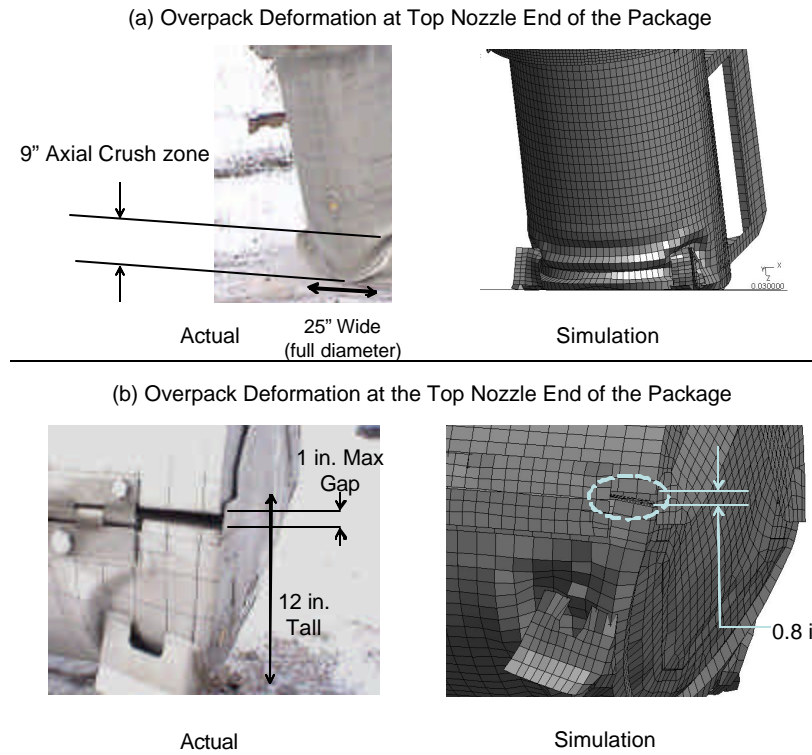 (a) Overpack Deformation at Top Nozzle End of the Package
9” Axial Crush zone
Actual
25” Wide
(full diameter)
Simulation
Y X
Z
0.030000
(b) Overpack Deformation at the Top Nozzle End of the Package
1 in. Max
Gap
12 in.
Tall
0.8 i
Actual
Simulation